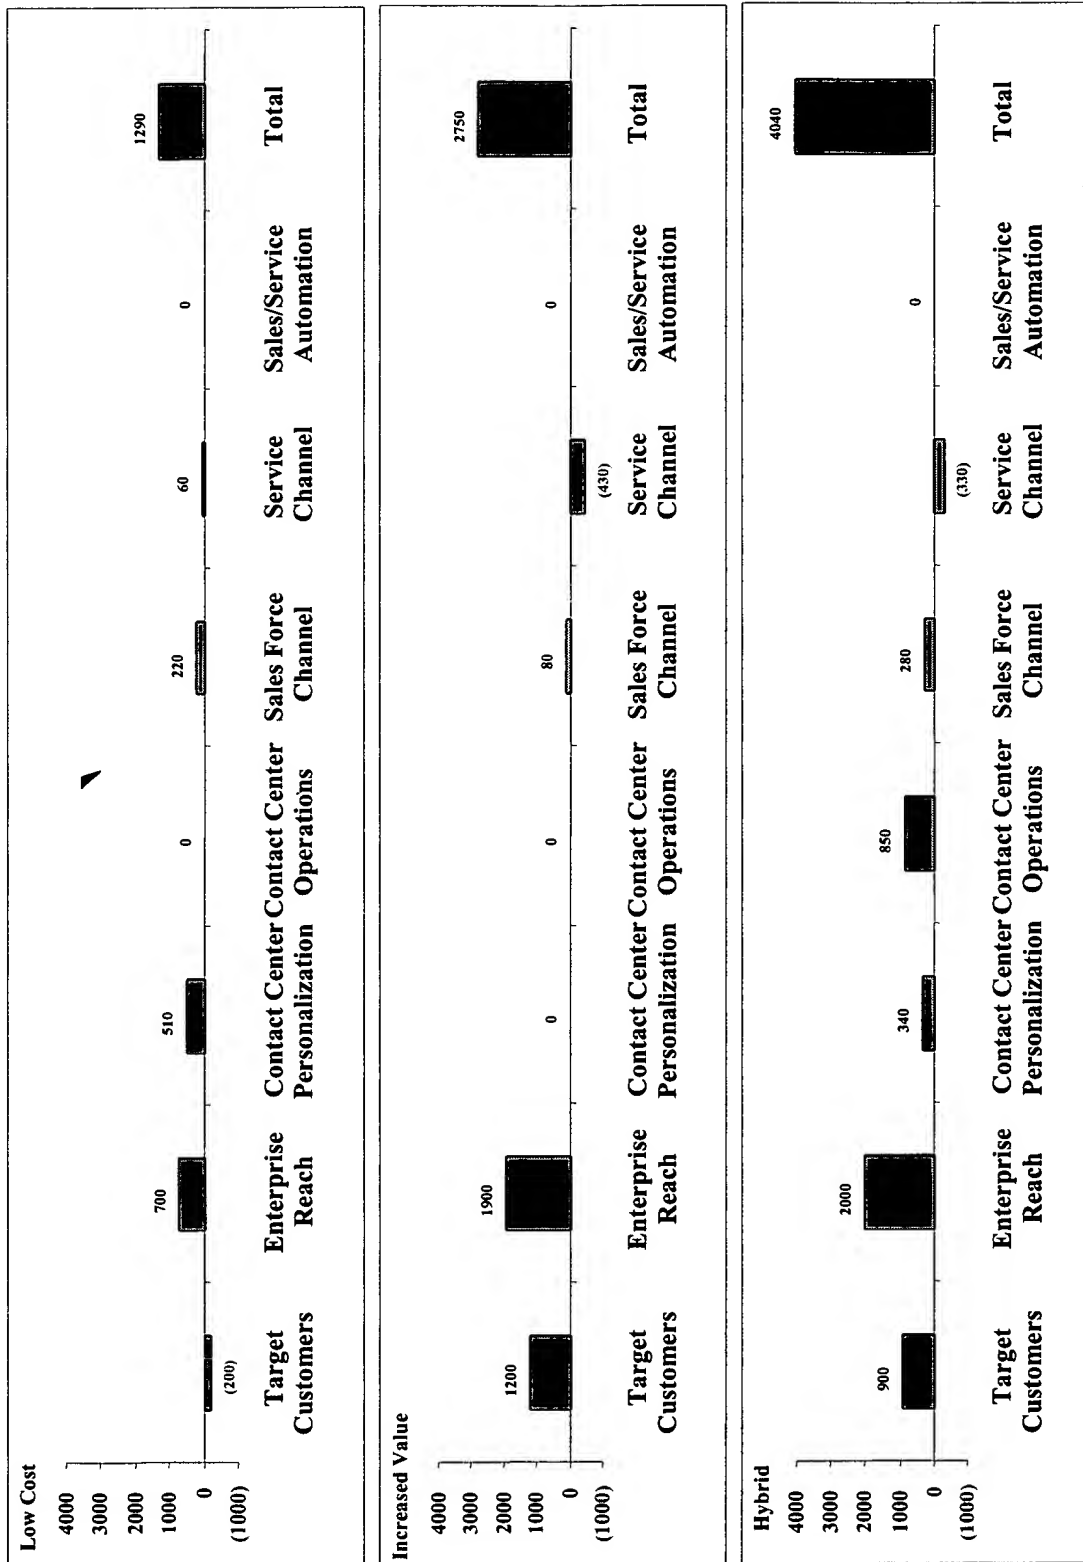 Low Cost
4000
3000
2000
1000
0
(1000)
(200)
700
510
0
220
60
0
1290
Target
Customers
Enterprise
Reach
Contact Center
Personalization
Contact Center
Operations
Sales Force
Channel
Service
Channel
Sales/Service
Automation
Total
Increased Value
4000
3000
2000
1000
0
(1000)
1200
1900
0
0
80
(430)
0
2750
Target
Customers
Enterprise
Reach
Contact Center
Personalization
Contact Center
Operations
Sales Force
Channel
Service
Channel
Sales/Service
Automation
Total
Hybrid
4000
3000
2000
1000
0
(1000)
900
2000
340
850
280
(330)
0
4040
Target
Customers
Enterprise
Reach
Contact Center
Personalization
Contact Center
Operations
Sales Force
Channel
Service
Channel
Sales/Service
Automation
Total